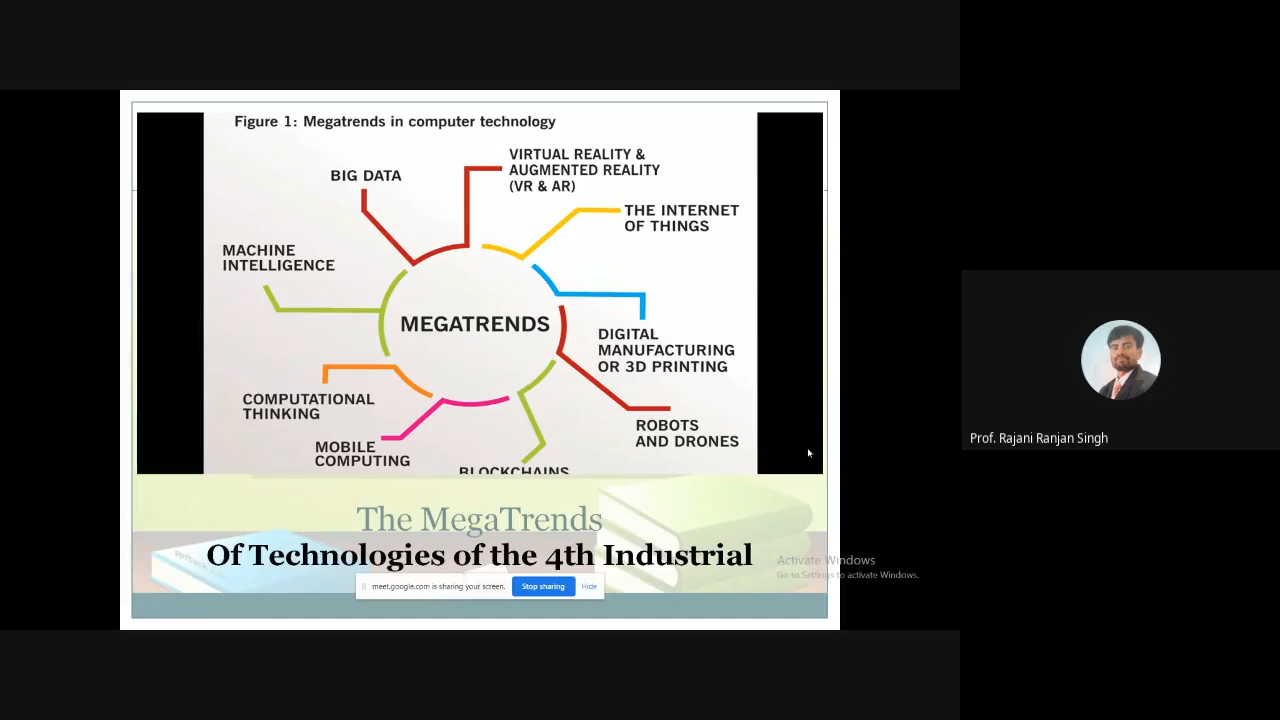 Figure 1: Megatrends in computer technology
VIRTUAL REALITY &
AUGMENTED REALITY
(VR & AR)
BIG DATA
THE INTERNET
OF THINGS
MACHINE
INTELLIGENCE
MEGATRENDS
DIGITAL
MANUFACTURING
OR 3D PRINTING
COMPUTATIONAL
THINKING
ROBOTS
AND DRONES
MOBILE
COMPUTING
BLOCKCHAINS
The MegaTrends
Of Technologies of the 4th Industrial
meet.google.com is sharing your screen.
Stop sharing
Hide
Activate Windows
Go to Settings to activate Windows.
Prof. Rajani Ranjan Singh